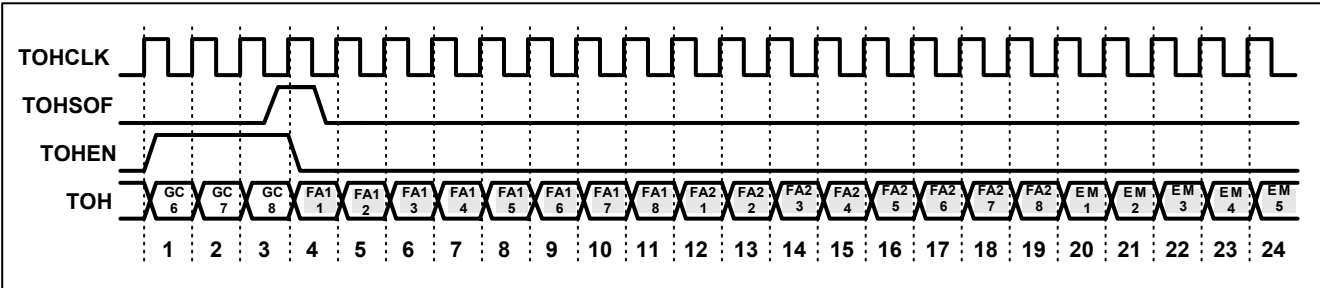 TOHCLK
TOHSOF
TOHEN
TOH
GC 6 GC 7 GC 8 FA1 1 FA1 2 FA1 3 FA1 4 FA1 5 FA1 6 FA1 7 FA1 8 FA2 1 FA2 2 FA2 3 FA2 4 FA2 5 FA2 6 FA2 7 FA2 8 EM 1 EM 2 EM 3 EM 4 EM 5
1 2 3 4 5 6 7 8 9 10 11 12 13 14 15 16 17 18 19 20 21 22 23 24